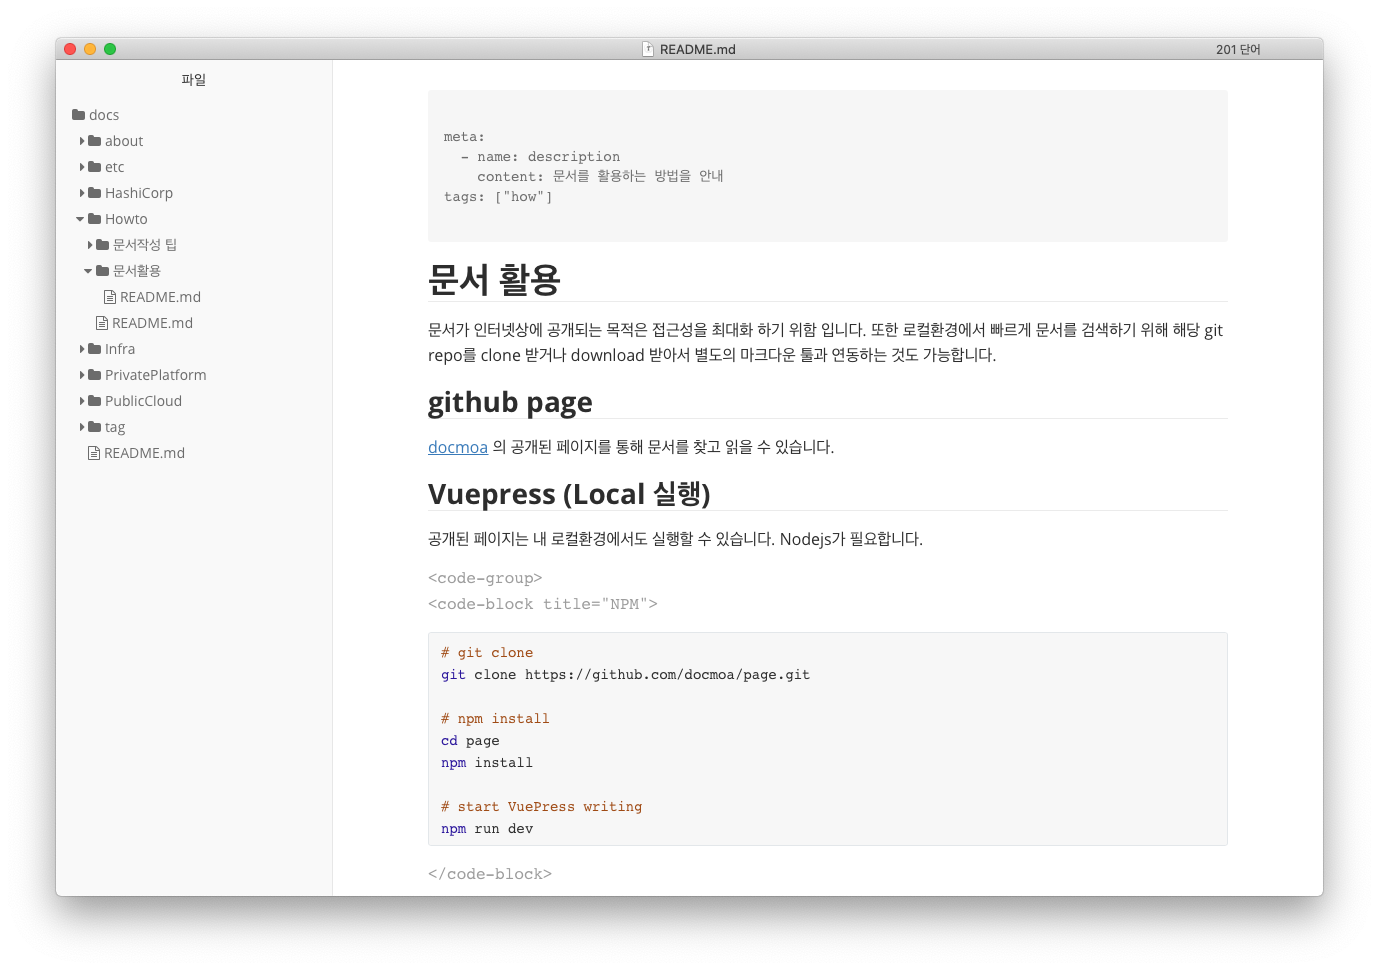 README.md
201 단어
파일
docs
about
etc
HashiCorp
Howto
문서작성 팁
문서활용
README.md
README.md
Infra
PrivatePlatform
PublicCloud
tag
README.md
meta:
  - name: description
    content: 문서를 활용하는 방법을 안내
tags: ["how"]
문서 활용
문서가 인터넷상에 공개되는 목적은 접근성을 최대화 하기 위함 입니다. 또한 로컬환경에서 빠르게 문서를 검색하기 위해 해당 git
repo를 clone 받거나 download 받아서 별도의 마크다운 툴과 연동하는 것도 가능합니다.
github page
docmoa 의 공개된 페이지를 통해 문서를 찾고 읽을 수 있습니다.
Vuepress (Local 실행)
공개된 페이지는 내 로컬환경에서도 실행할 수 있습니다. Nodejs가 필요합니다.
<code-group>
<code-block title="NPM">
# git clone
git clone https://github.com/docmoa/page.git
# npm install
cd page
npm install
# start VuePress writing
npm run dev
</code-block>